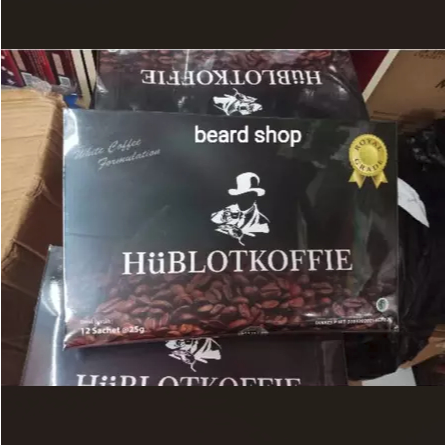 HüBLOTKOFFIE
beard shop
White Coffee
Formulation
ROYAL
GRADE
HüBLOTKOFFIE
12 Sachet @25g
HüBLOTKOFFIE